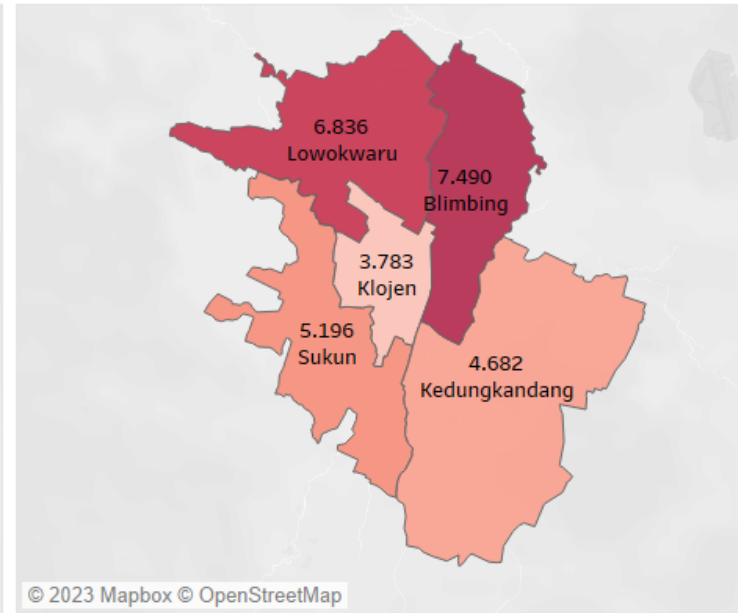 6.836
Lowokwaru
7.490
Blimbing
3.783
Klojen
5.196
Sukun
4.682
Kedungkandang
© 2023 Mapbox © OpenStreetMap